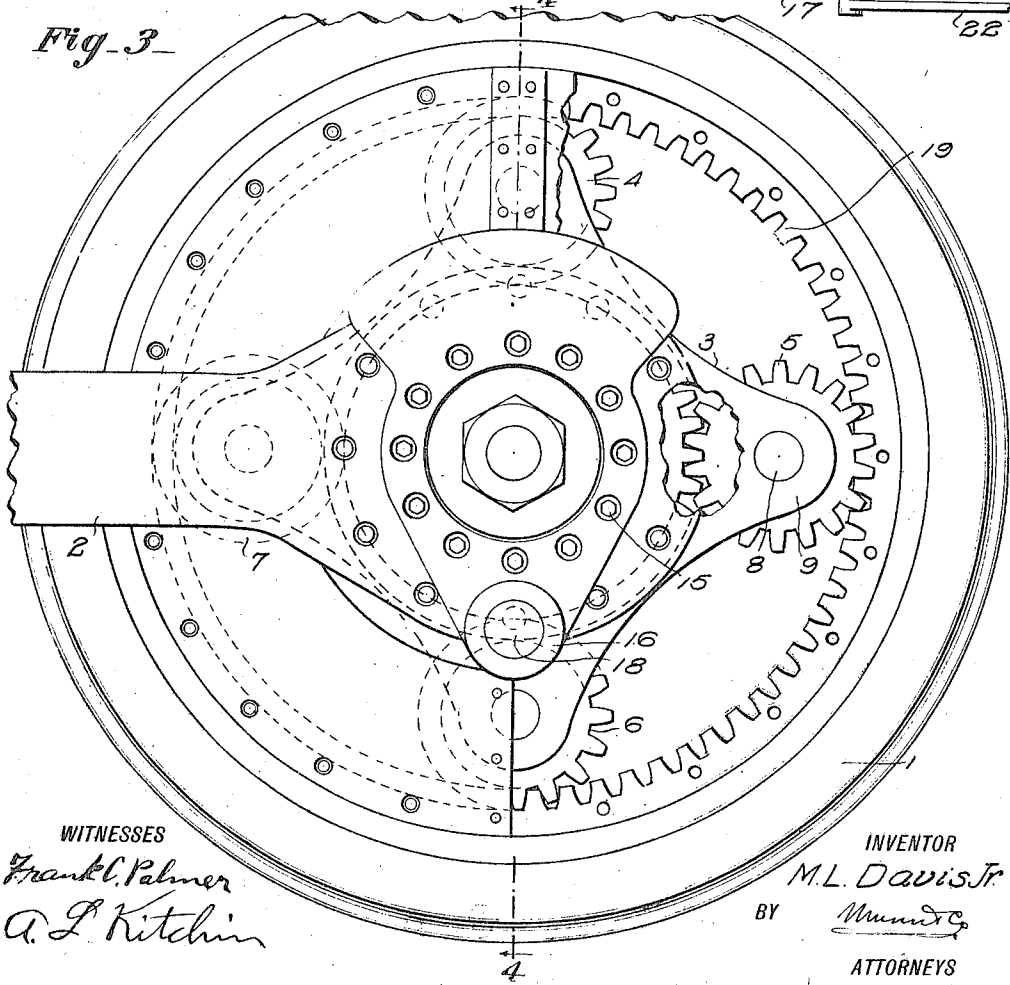 4
17
22
Fig_3_
19
4
3
5
2
7
8
9
15
16
18
6
1
WITNESSES
Frank C. Palmer
A. L. Kitchin
INVENTOR
M.L. Davis Jr.
BY
Munn & Co
ATTORNEYS
4